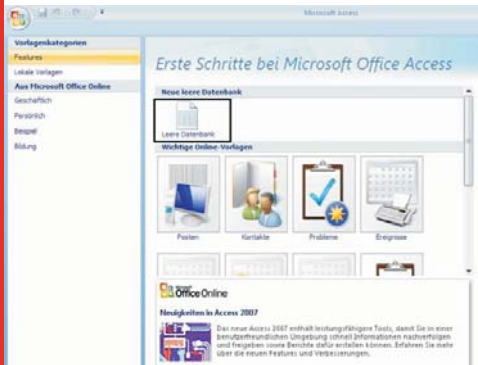 Microsoft Access
Vorlagenkategorien
Features
Lokale Vorlagen
Aus Microsoft Office Online
Geschäftlich
Persönlich
Beispiel
Bildung
Erste Schritte bei Microsoft Office Access
Neue leere Datenbank
Leere Datenbank
Wichtige Online-Vorlagen
Posten
Kontakte
Probleme
Ereignisse
Microsoft
Office Online
Neuigkeiten in Access 2007
Das neue Access 2007 enthält leistungsfähigere Tools, damit Sie in einer
benutzerfreundlichen Umgebung schnell Informationen nachverfolgen
und freigeben sowie Berichte dafür erstellen können. Erfahren Sie mehr
über die neuen Features und Verbesserungen.